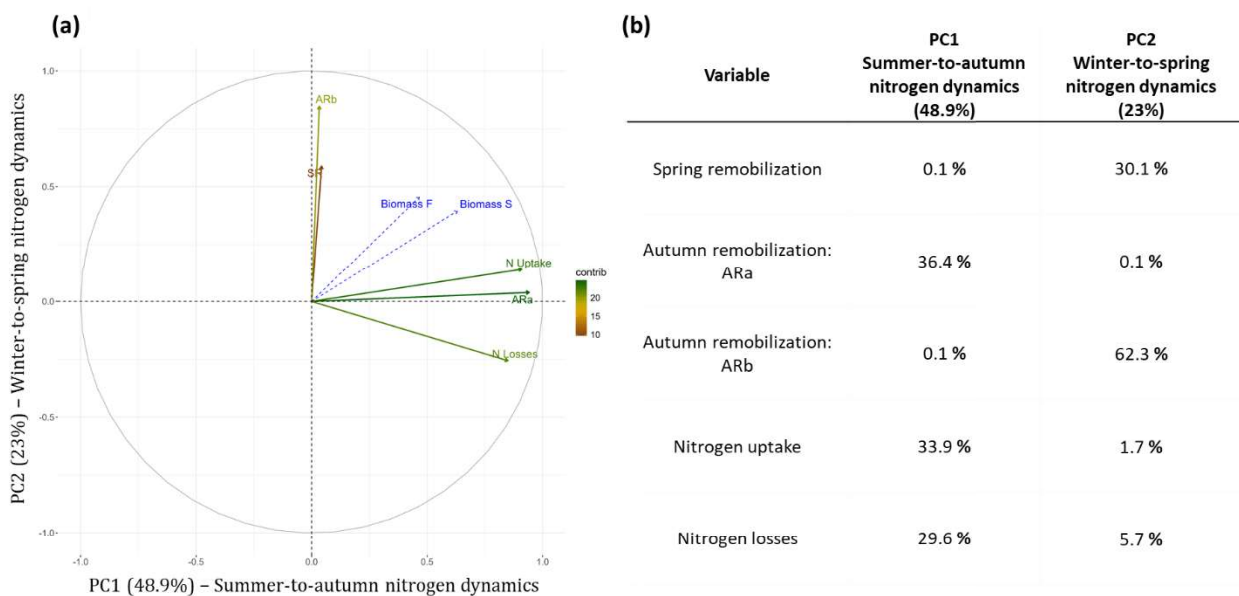 (a)
1.0
0.5
0.0
-0.5
-1.0
-1.0
-0.5
0.0
0.5
1.0
PC2 (23%) – Winter-to-spring nitrogen dynamics
PC1 (48.9%) – Summer-to-autumn nitrogen dynamics
ARb
SR
Biomass F
Biomass S
N Uptake
ARa
N Losses
contrib
20
15
10
(b)
Variable
PC1
Summer-to-autumn
nitrogen dynamics
(48.9%)
PC2
Winter-to-spring
nitrogen dynamics
(23%)
Spring remobilization
0.1 %
30.1 %
Autumn remobilization:
ARa
36.4 %
0.1 %
Autumn remobilization:
ARb
0.1 %
62.3 %
Nitrogen uptake
33.9 %
1.7 %
Nitrogen losses
29.6 %
5.7 %